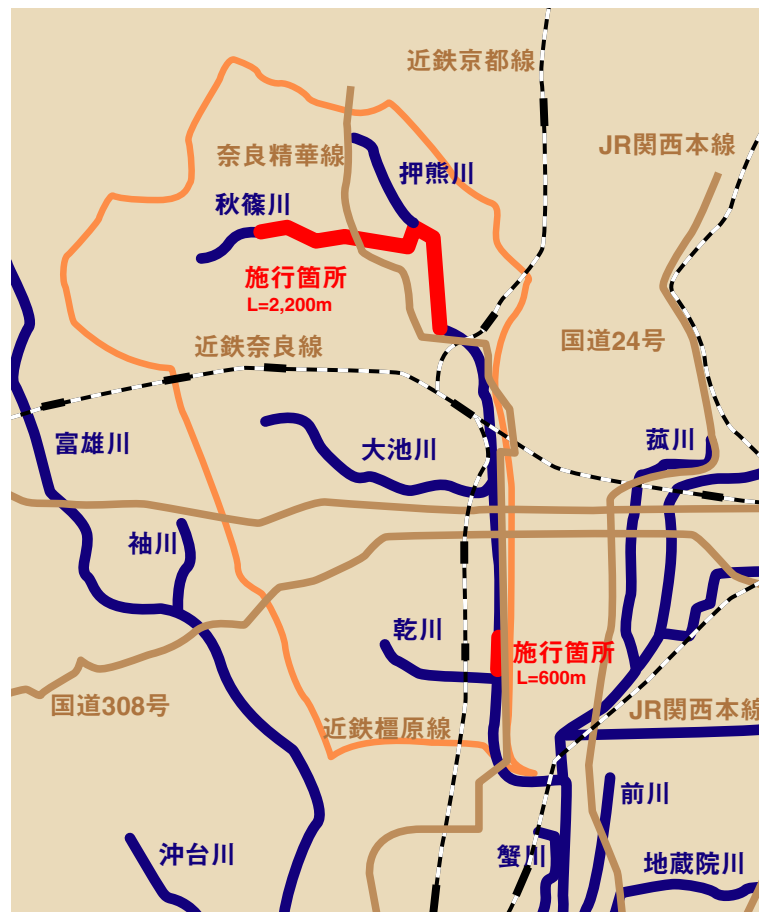 近鉄京都線
JR関西本線
奈良精華線
押熊川
秋篠川
施行箇所
L=2,200m
近鉄奈良線
国道24号
富雄川
大池川
菰川
袖川
乾川
施行箇所
L=600m
国道308号
近鉄橿原線
JR関西本線
前川
沖台川
蟹川
地蔵院川